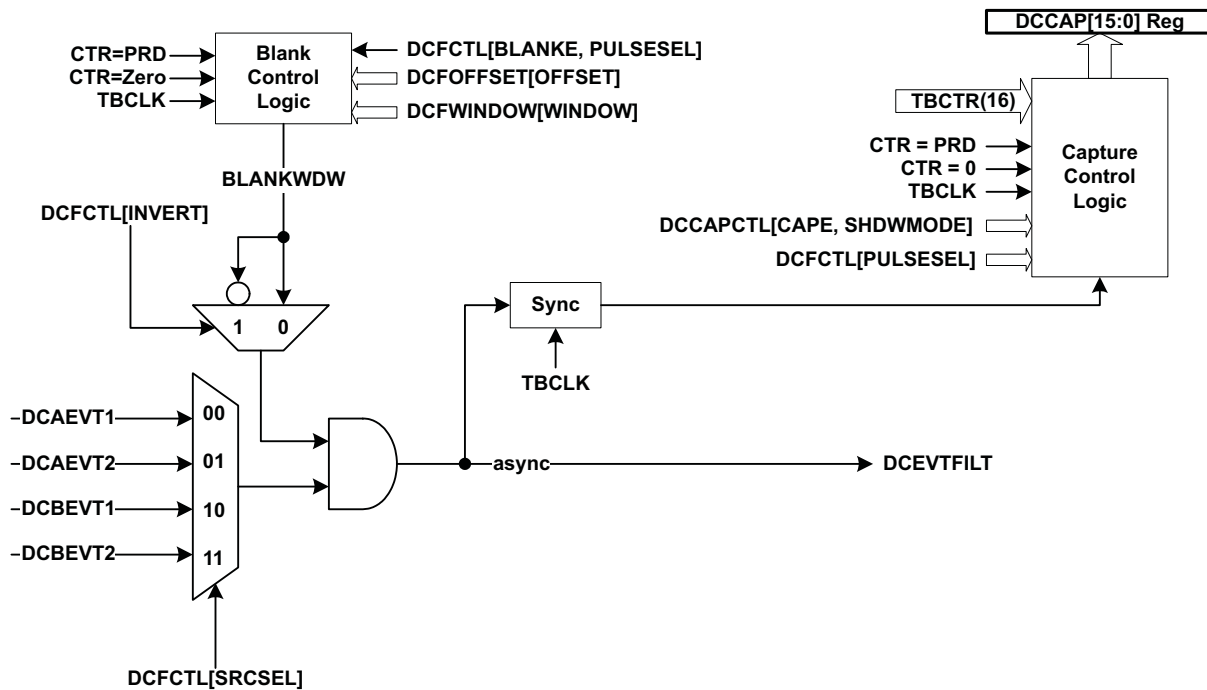 DCCAP[15:0] Reg
CTR=PRD
CTR=Zero
TBCLK
Blank
Control
Logic
DCFCTL[BLANKE, PULSESEL]
DCFOFFSET[OFFSET]
DCFWINDOW[WINDOW]
TBCTR(16)
CTR = PRD
CTR = 0
TBCLK
DCCAPCTL[CAPE, SHDWMODE]
DCFCTL[PULSESEL]
Capture
Control
Logic
BLANKWDW
DCFCTL[INVERT]
1 0
Sync
TBCLK
–DCAEVT1
–DCAEVT2
–DCBEVT1
–DCBEVT2
00
01
10
11
async
DCEVTFILT
DCFCTL[SRCSEL]